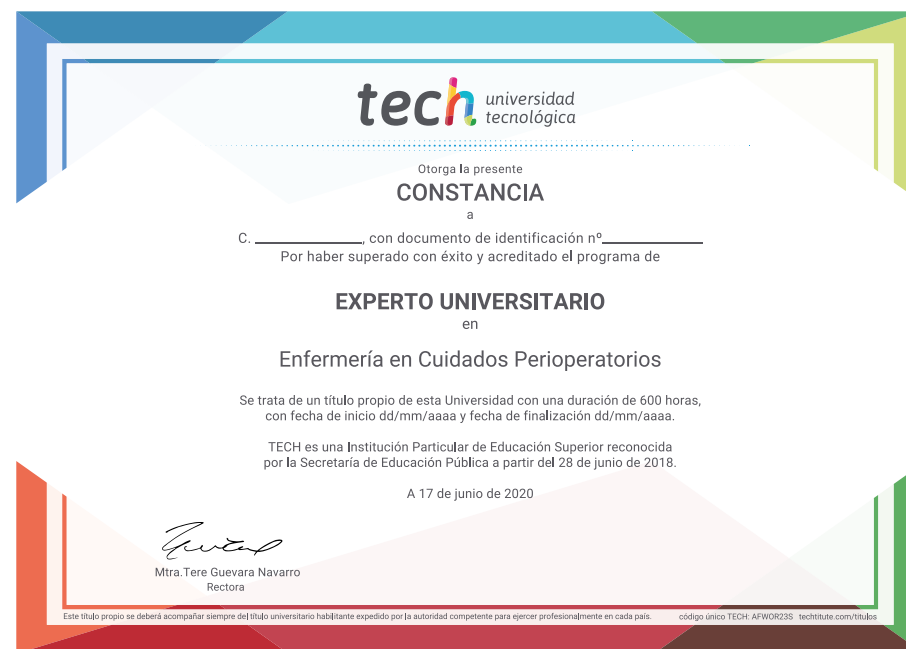 tech universidad
tecnológica
Otorga la presente
CONSTANCIA
a
C. ____________, con documento de identificación nº____________
Por haber superado con éxito y acreditado el programa de
EXPERTO UNIVERSITARIO
en
Enfermería en Cuidados Perioperatorios
Se trata de un título propio de esta Universidad con una duración de 600 horas,
con fecha de inicio dd/mm/aaaa y fecha de finalización dd/mm/aaaa.
TECH es una Institución Particular de Educación Superior reconocida
por la Secretaría de Educación Pública a partir del 28 de junio de 2018.
A 17 de junio de 2020
Mtra.Tere Guevara Navarro
Rectora
Este título propio se deberá acompañar siempre del título universitario habilitante expedido por la autoridad competente para ejercer profesionalmente en cada país. código único TECH: AFWOR23S techtitute.com/titulos